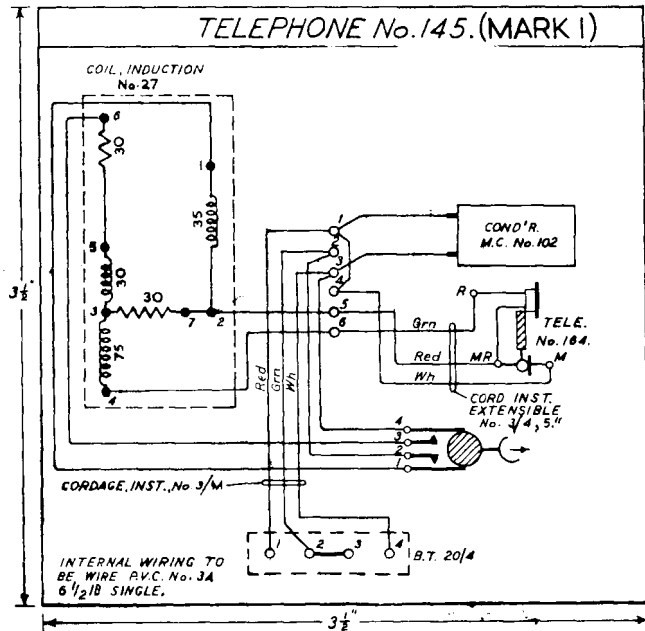 TELEPHONE No. 145. (MARK I)
COIL, INDUCTION
No. 27
6
30
1
35
5
30
3
30
7
2
75
4
1
2
3
4
5
6
COND'R.
M.C. No. 102
R
Grn
TELE.
No. 164.
Red
MR
M
Wh
CORD INST.
EXTENSIBLE
No. 3/4, 5."
Red
Grn
Wh
4
3
2
1
CORDAGE, INST., No. 3/M
1
2
3
4
B.T. 20/4
INTERNAL WIRING TO
BE WIRE P.V.C. No. 3A
6 1/2 lB SINGLE.
3 1/2"